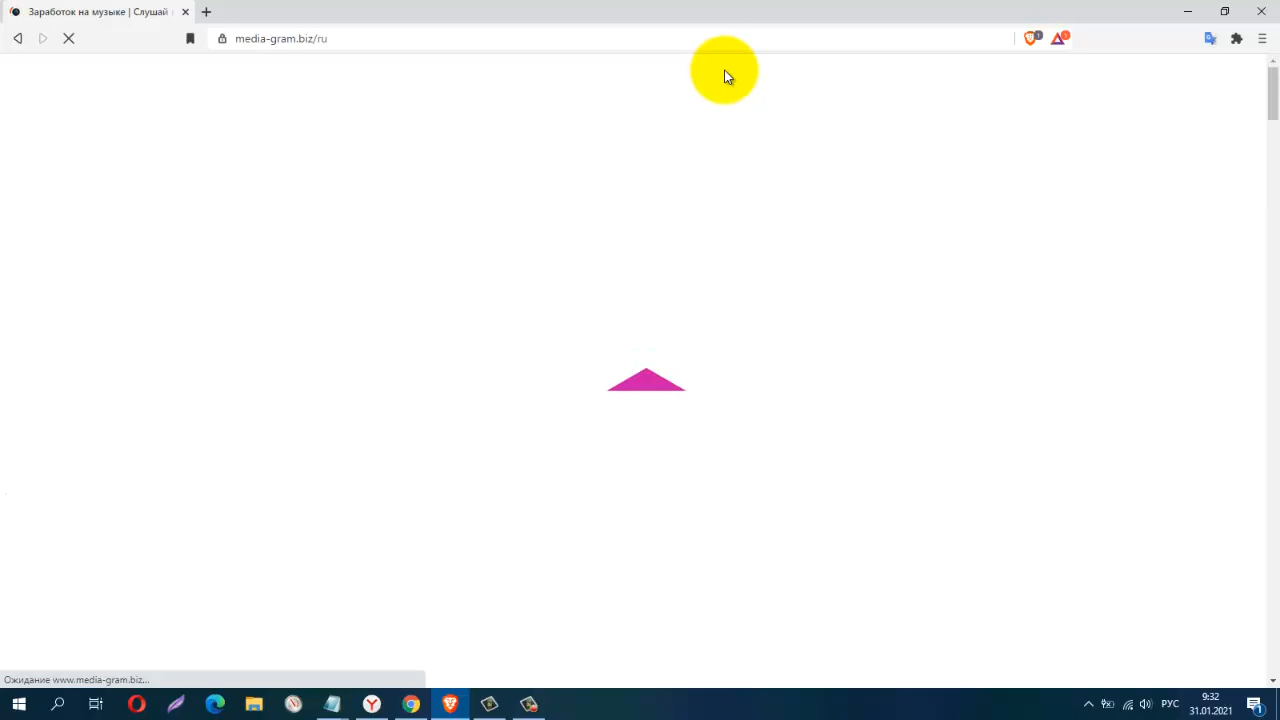 Заработок на музыке | Слушай
media-gram.biz/ru
Ожидание www.media-gram.biz...
РУС
9:32
31.01.2021